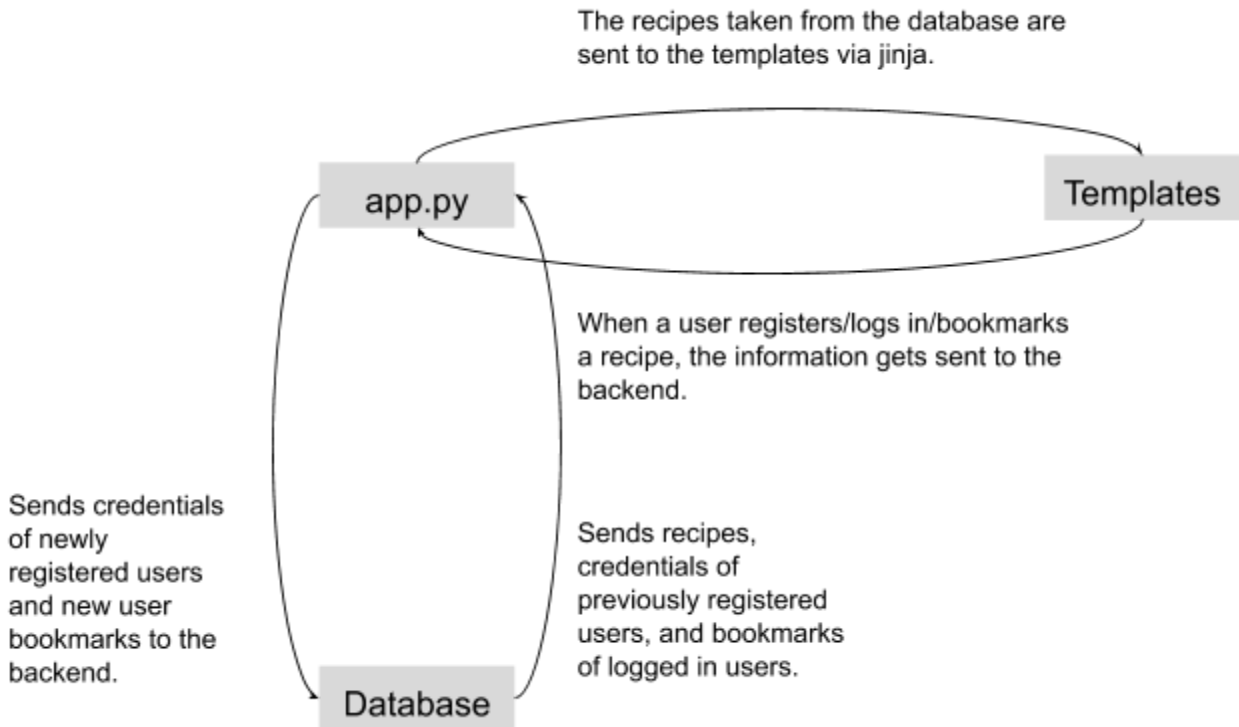 The recipes taken from the database are
sent to the templates via jinja.
app.py
Templates
When a user registers/logs in/bookmarks
a recipe, the information gets sent to the
backend.
Sends credentials
of newly
registered users
and new user
bookmarks to the
backend.
Sends recipes,
credentials of
previously registered
users, and bookmarks
of logged in users.
Database